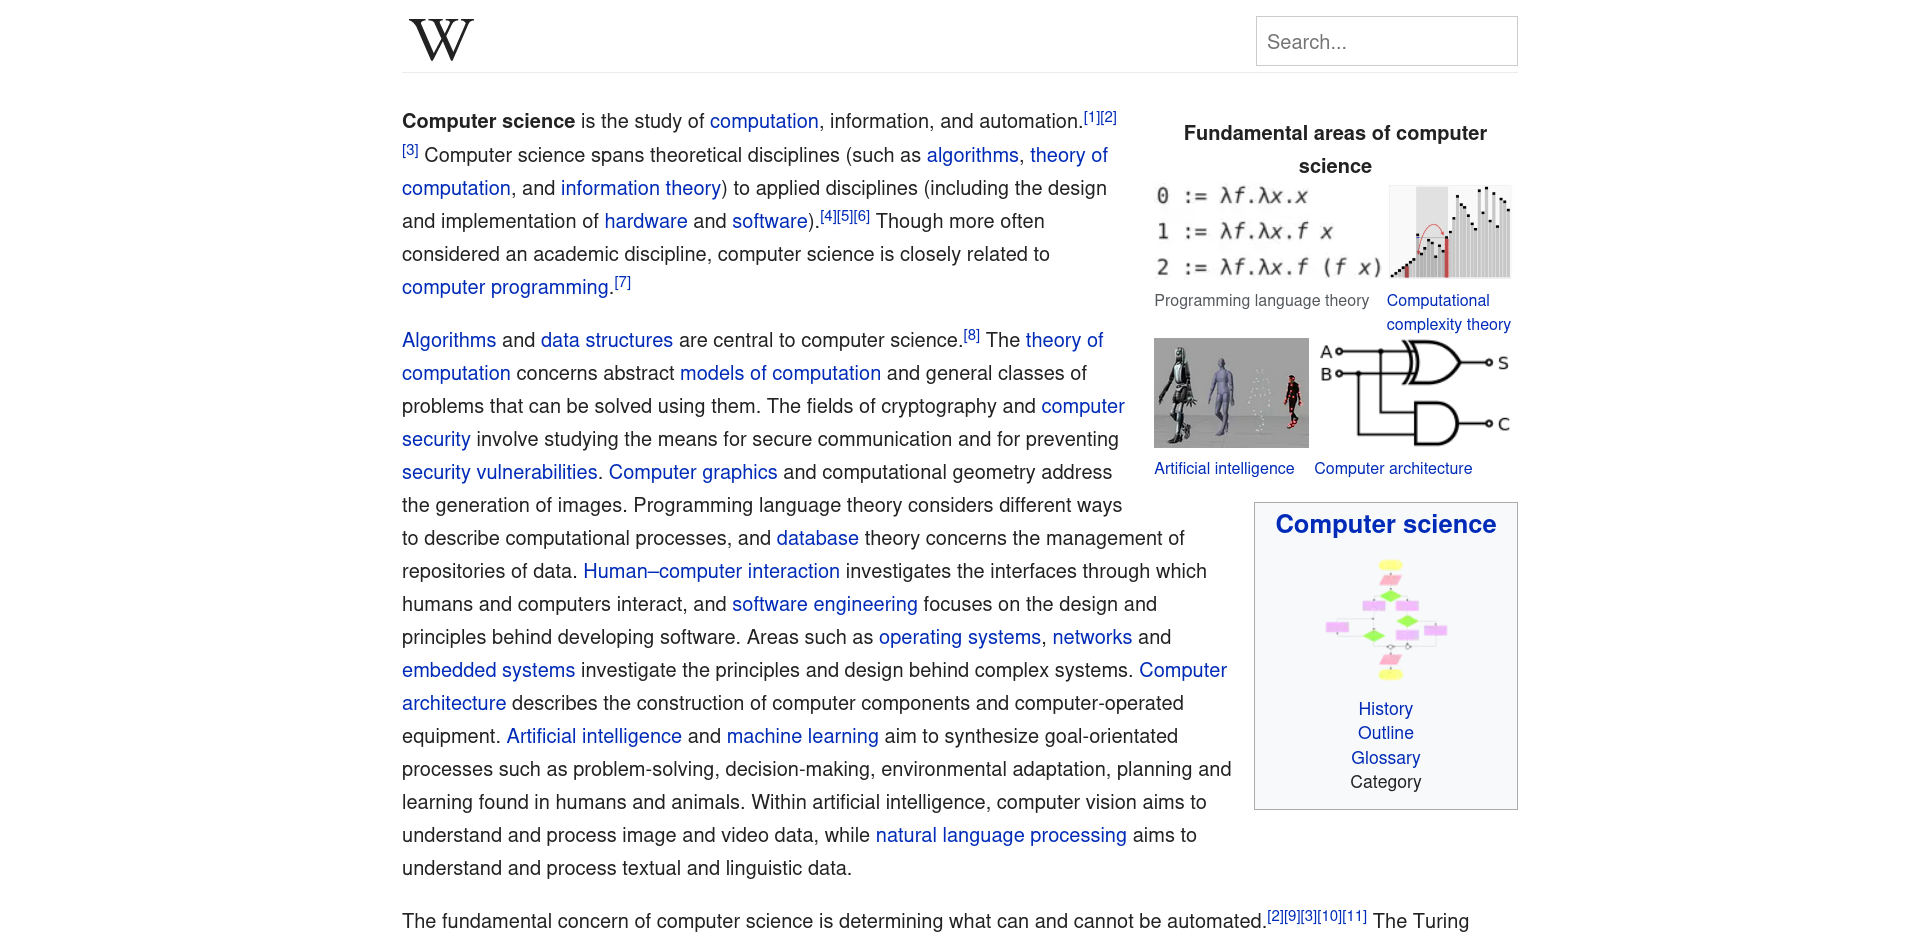 W
Search...
Computer science is the study of computation, information, and automation.[1][2]
[3] Computer science spans theoretical disciplines (such as algorithms, theory of
computation, and information theory) to applied disciplines (including the design
and implementation of hardware and software).[4][5][6] Though more often
considered an academic discipline, computer science is closely related to
computer programming.[7]
Algorithms and data structures are central to computer science.[8] The theory of
computation concerns abstract models of computation and general classes of
problems that can be solved using them. The fields of cryptography and computer
security involve studying the means for secure communication and for preventing
security vulnerabilities. Computer graphics and computational geometry address
the generation of images. Programming language theory considers different ways
to describe computational processes, and database theory concerns the management of
repositories of data. Human–computer interaction investigates the interfaces through which
humans and computers interact, and software engineering focuses on the design and
principles behind developing software. Areas such as operating systems, networks and
embedded systems investigate the principles and design behind complex systems. Computer
architecture describes the construction of computer components and computer-operated
equipment. Artificial intelligence and machine learning aim to synthesize goal-orientated
processes such as problem-solving, decision-making, environmental adaptation, planning and
learning found in humans and animals. Within artificial intelligence, computer vision aims to
understand and process image and video data, while natural language processing aims to
understand and process textual and linguistic data.
The fundamental concern of computer science is determining what can and cannot be automated.[2][9][3][10][11] The Turing
Fundamental areas of computer
science
0 := λf.λx.x
1 := λf.λx.f x
2 := λf.λx.f (f x)
Programming language theory
Computational
complexity theory
A
B
S
C
Artificial intelligence
Computer architecture
Computer science
History
Outline
Glossary
Category